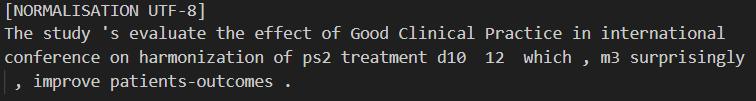 [NORMALISATION UTF-8]
The study 's evaluate the effect of Good Clinical Practice in international
conference on harmonization of ps2 treatment d10  12  which , m3 surprisingly
 , improve patients-outcomes .